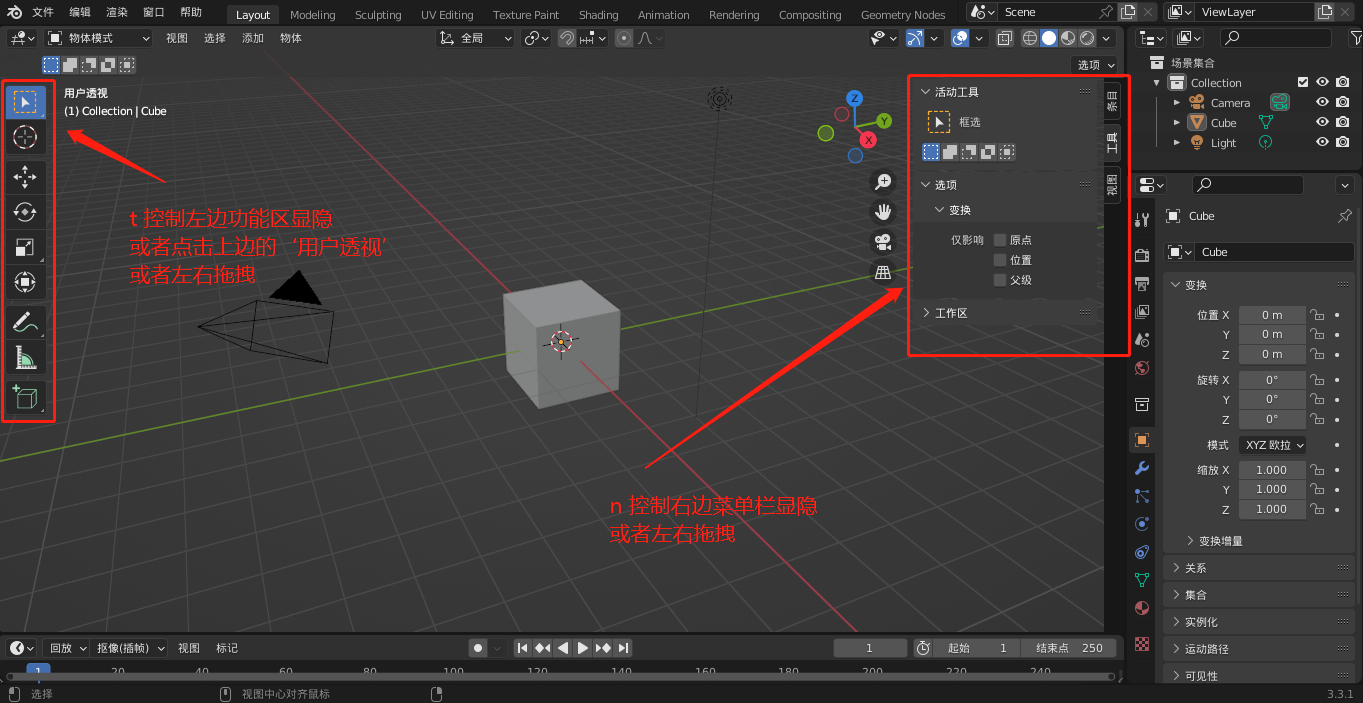 文件 编辑 渲染 窗口 帮助 Layout Modeling Sculpting UV Editing Texture Paint Shading Animation Rendering Compositing Geometry Nodes Scene ViewLayer
物体模式 视图 选择 添加 物体 全局
选项
用户透视
(1) Collection | Cube
t 控制左边功能区显隐
或者点击上边的‘用户透视’
或者左右拖拽
Z
Y
X
活动工具
框选
选项
变换
仅影响 原点
位置
父级
工作区
条目
工具
视图
n 控制右边菜单栏显隐
或者左右拖拽
场景集合
Collection
Camera
Cube
Light
Cube
Cube
变换
位置 X 0 m
Y 0 m
Z 0 m
旋转 X 0°
Y 0°
Z 0°
模式 XYZ 欧拉
缩放 X 1.000
Y 1.000
Z 1.000
变换增量
关系
集合
实例化
运动路径
可见性
回放 抠像(插帧) 视图 标记 1 起始 1 结束点 250
1 20 40 60 80 100 120 140 160 180 200 220 240
选择 视图中心对齐鼠标 3.3.1